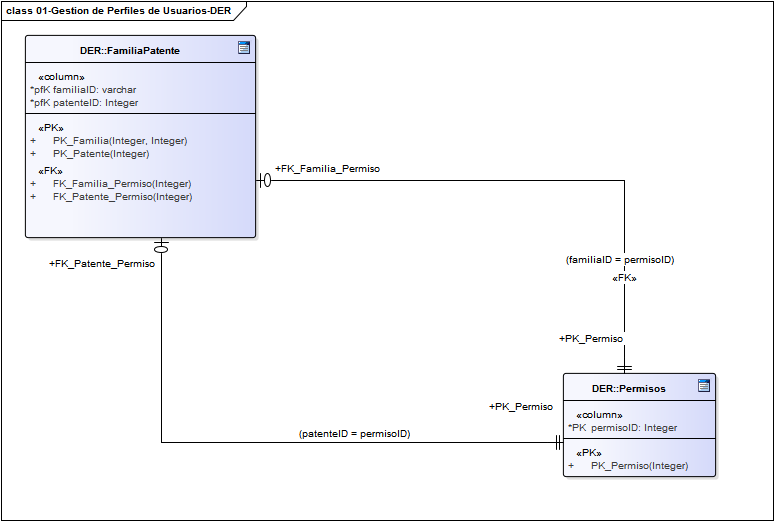 class 01-Gestion de Perfiles de Usuarios-DER
DER::FamiliaPatente
«column»
*pfK familiaID: varchar
*pfK patenteID: Integer
«PK»
+ PK_Familia(Integer, Integer)
+ PK_Patente(Integer)
«FK»
+ FK_Familia_Permiso(Integer)
+ FK_Patente_Permiso(Integer)
+FK_Familia_Permiso
+FK_Patente_Permiso
(familiaID = permisoID)
«FK»
+PK_Permiso
+PK_Permiso
(patenteID = permisoID)
DER::Permisos
«column»
*PK permisoID: Integer
«PK»
+ PK_Permiso(Integer)